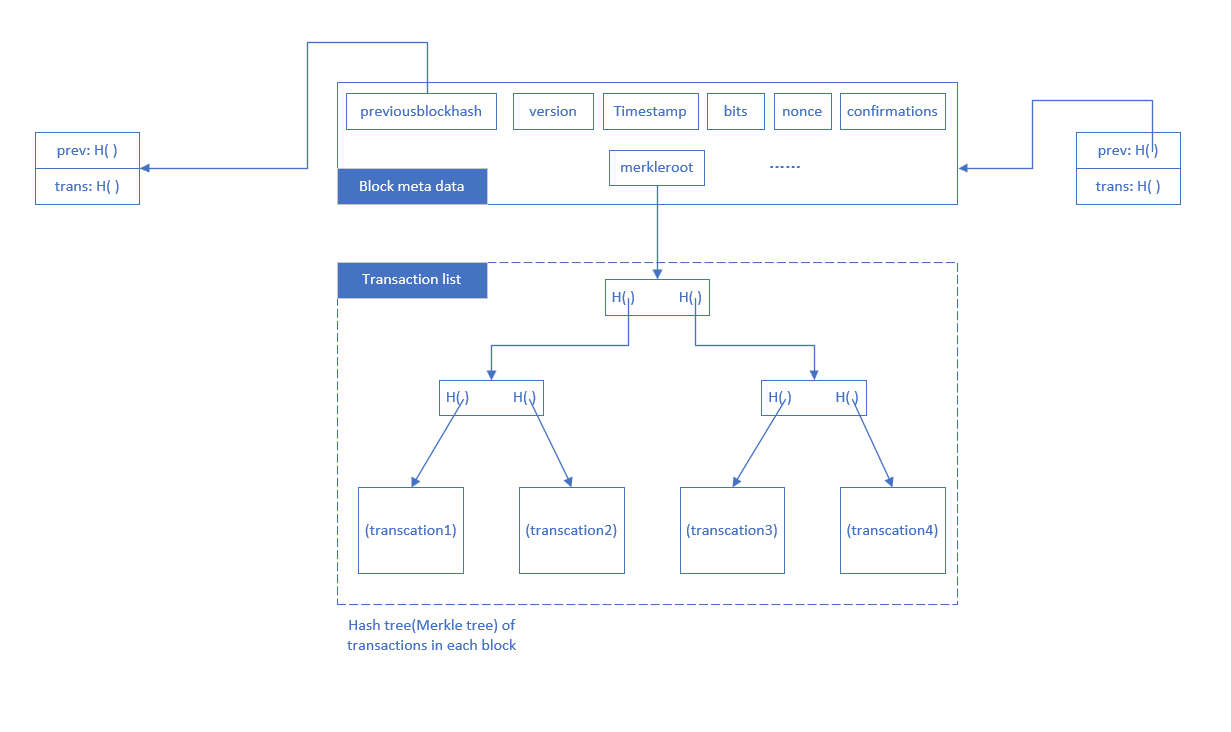 previousblockhash
version
Timestamp
bits
nonce
confirmations
prev: H( )
trans: H( )
merkleroot
......
Block meta data
prev: H( )
trans: H( )
Transaction list
H( ) H( )
H( ) H( )
H( ) H( )
(transcation1)
(transcation2)
(transcation3)
(transcation4)
Hash tree(Merkle tree) of
transactions in each block